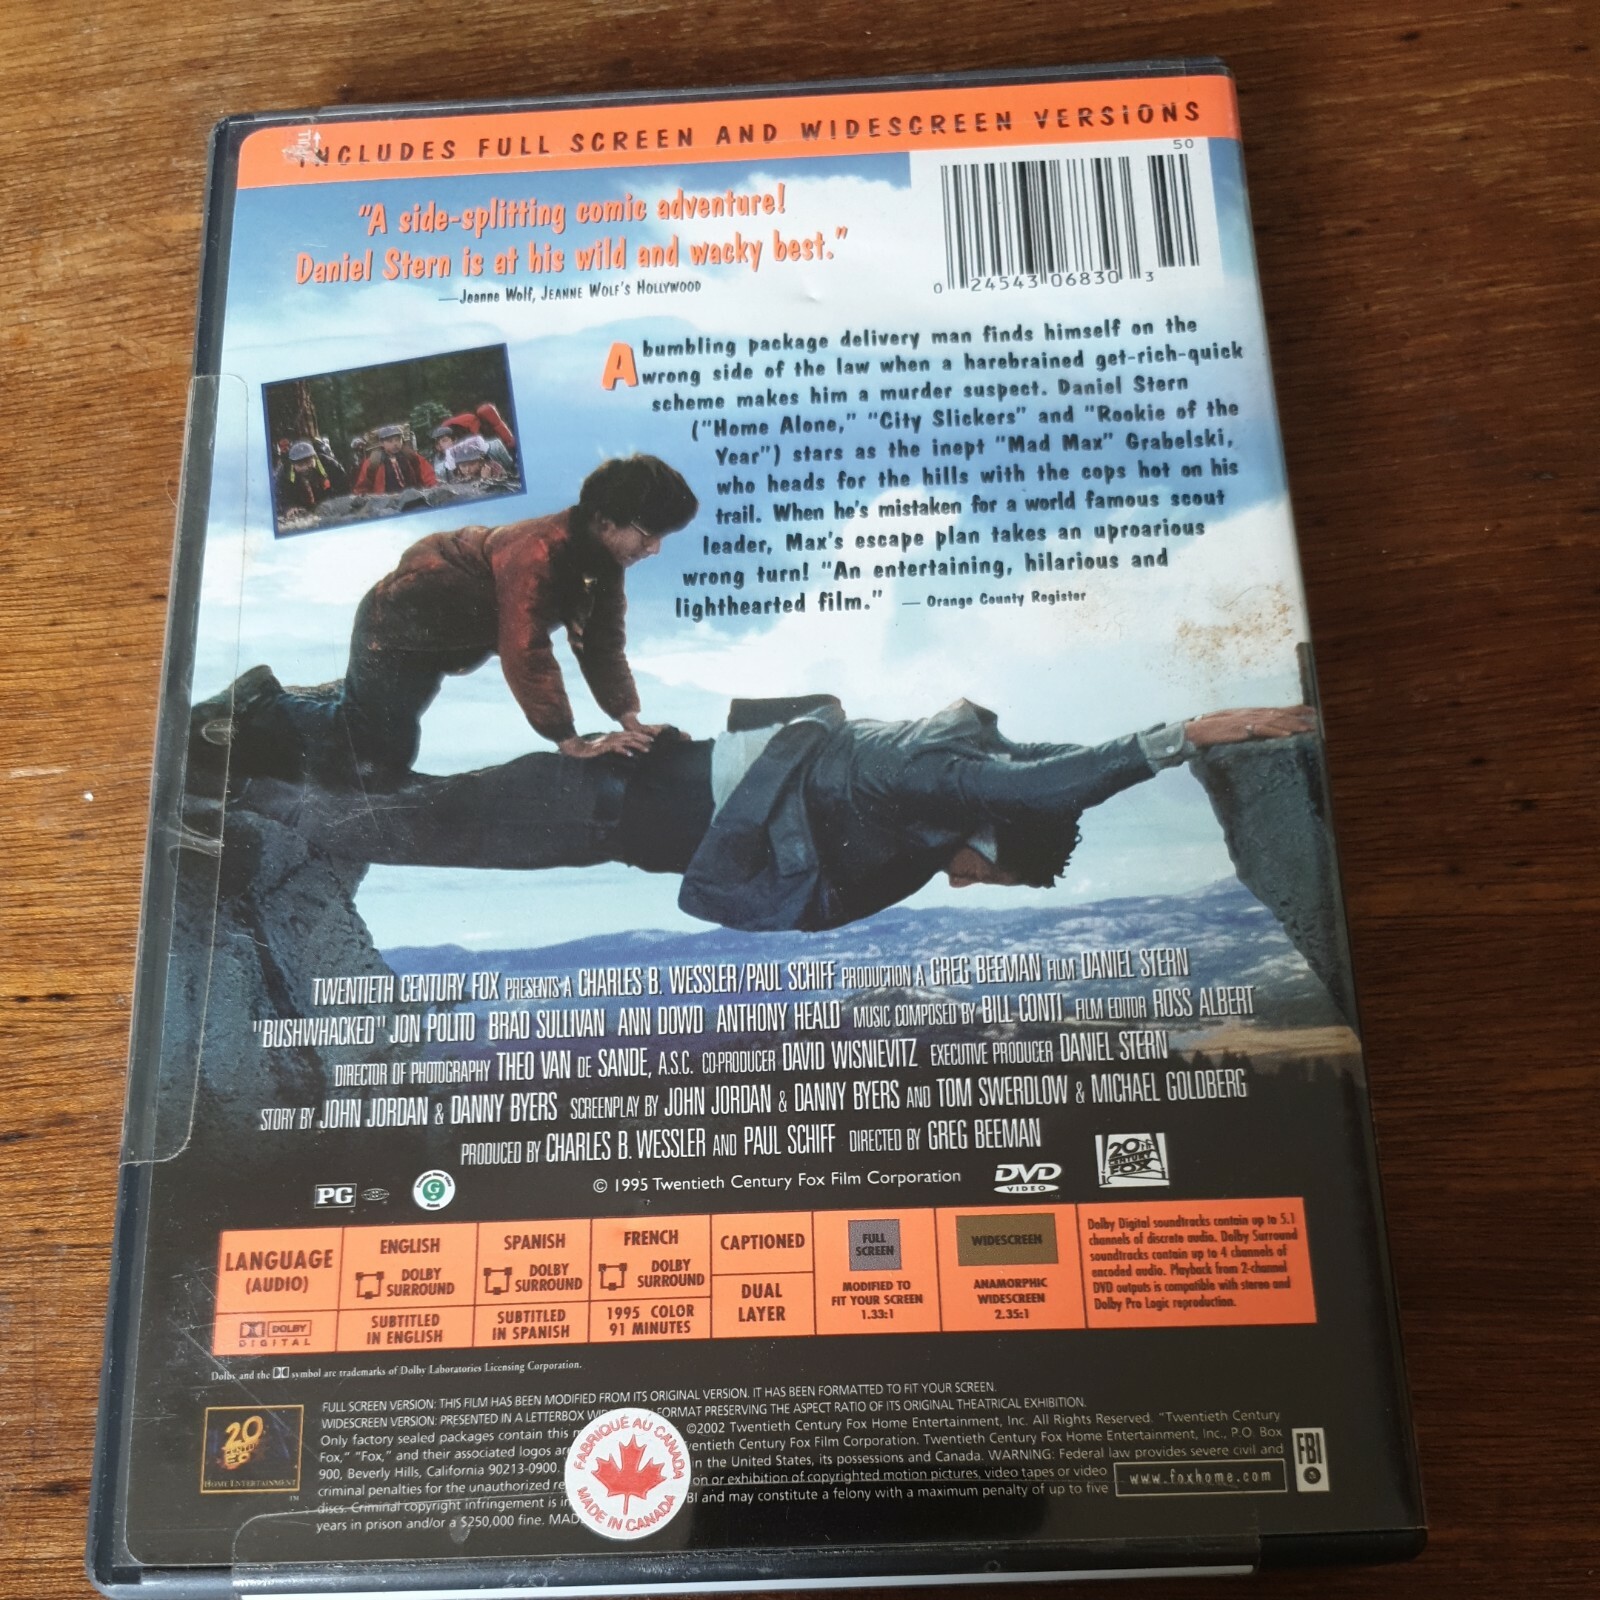 INCLUDES FULL SCREEN AND WIDESCREEN VERSIONS
50
"A side-splitting comic adventure!
Daniel Stern is at his wild and wacky best."
—Jeanne Wolf, JEANNE WOLF'S HOLLYWOOD
0 24543 06830 3
A bumbling package delivery man finds himself on the
wrong side of the law when a harebrained get-rich-quick
scheme makes him a murder suspect. Daniel Stern
("Home Alone," "City Slickers" and "Rookie of the
Year") stars as the inept "Mad Max" Grabelski,
who heads for the hills with the cops hot on his
trail. When he's mistaken for a world famous scout
leader, Max's escape plan takes an uproarious
wrong turn! "An entertaining, hilarious and
lighthearted film." — Orange County Register
TWENTIETH CENTURY FOX PRESENTS A CHARLES B. WESSLER/PAUL SCHIFF PRODUCTION A GREG BEEMAN FILM DANIEL STERN
"BUSHWHACKED" JON POLITO BRAD SULLIVAN ANN DOWD ANTHONY HEALD MUSIC COMPOSED BY BILL CONTI FILM EDITOR ROSS ALBERT
DIRECTOR OF PHOTOGRAPHY THEO VAN DE SANDE, A.S.C. CO-PRODUCER DAVID WISNIEVITZ EXECUTIVE PRODUCER DANIEL STERN
STORY BY JOHN JORDAN & DANNY BYERS SCREENPLAY BY JOHN JORDAN & DANNY BYERS AND TOM SWERDLOW & MICHAEL GOLDBERG
PRODUCED BY CHARLES B. WESSLER AND PAUL SCHIFF DIRECTED BY GREG BEEMAN
PG
G
© 1995 Twentieth Century Fox Film Corporation
DVD
VIDEO
20TH
CENTURY
FOX
LANGUAGE
(AUDIO)
DOLBY
DIGITAL
ENGLISH
DOLBY
SURROUND
SUBTITLED
IN ENGLISH
SPANISH
DOLBY
SURROUND
SUBTITLED
IN SPANISH
FRENCH
DOLBY
SURROUND
1995 COLOR
91 MINUTES
CAPTIONED
DUAL
LAYER
FULL
SCREEN
MODIFIED TO
FIT YOUR SCREEN
1.33:1
WIDESCREEN
ANAMORPHIC
WIDESCREEN
2.35:1
Dolby Digital soundtracks contain up to 5.1
channels of discrete audio. Dolby Surround
soundtracks contain up to 4 channels of
encoded audio. Playback from 2-channel
DVD outputs is compatible with stereo and
Dolby Pro Logic reproduction.
Dolby and the symbol are trademarks of Dolby Laboratories Licensing Corporation.
FULL SCREEN VERSION: THIS FILM HAS BEEN MODIFIED FROM ITS ORIGINAL VERSION. IT HAS BEEN FORMATTED TO FIT YOUR SCREEN.
WIDESCREEN VERSION: PRESENTED IN A LETTERBOX FORMAT PRESERVING THE ASPECT RATIO OF ITS ORIGINAL THEATRICAL EXHIBITION.
Only factory sealed packages contain this ©2002 Twentieth Century Fox Home Entertainment, Inc. All Rights Reserved. "Twentieth Century
Fox," "Fox," and their associated logos Twentieth Century Fox Film Corporation. Twentieth Century Fox Home Entertainment, Inc., P.O. Box
900, Beverly Hills, California 90213-0900. in the United States, its possessions and Canada. WARNING: Federal law provides severe civil and
criminal penalties for the unauthorized or exhibition of copyrighted motion pictures, video tapes or video
discs. Criminal copyright infringement is and may constitute a felony with a maximum penalty of up to five
years in prison and/or a $250,000 fine.
20TH
CENTURY
FOX
HOME ENTERTAINMENT
FABRIQUÉ AU CANADA
MADE IN CANADA
www.foxhome.com
FBI